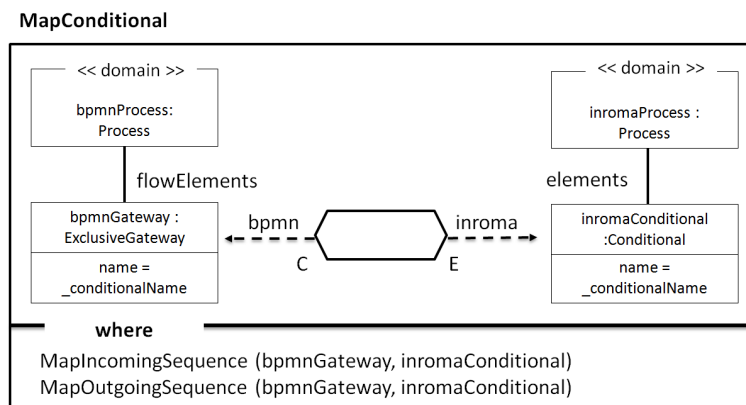 MapConditional
<< domain >>
bpmnProcess:
Process
flowElements
bpmnGateway :
ExclusiveGateway
name =
_conditionalName
bpmn
C
inroma
E
<< domain >>
inromaProcess :
Process
elements
inromaConditional
:Conditional
name =
_conditionalName
where
MapIncomingSequence (bpmnGateway, inromaConditional)
MapOutgoingSequence (bpmnGateway, inromaConditional)